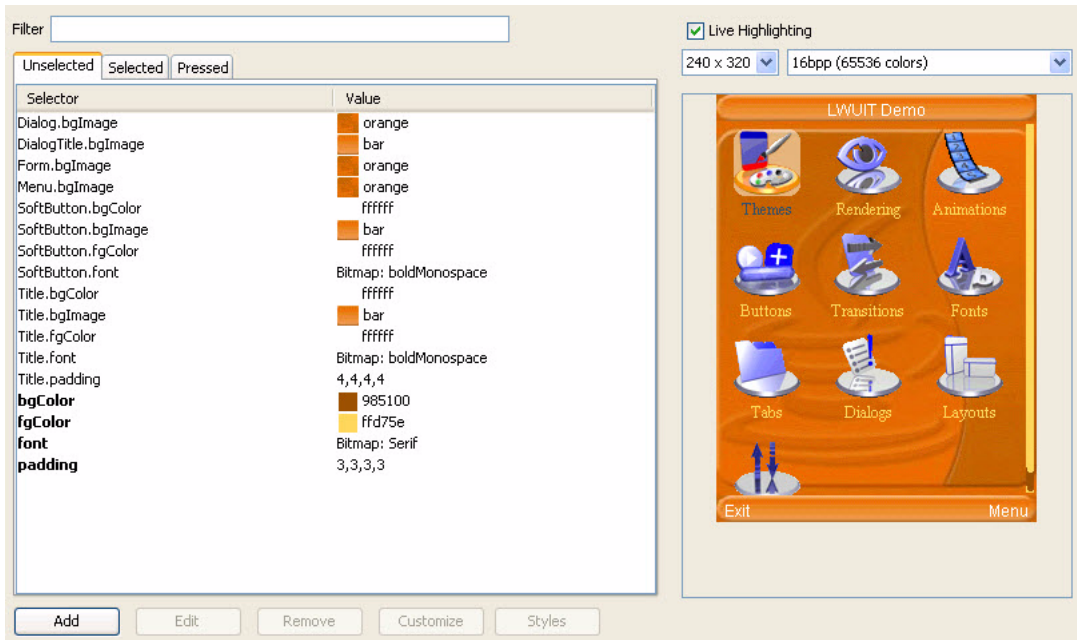 Filter
Live Highlighting
Unselected Selected Pressed
240 x 320 16bpp (65536 colors)
Selector Value
Dialog.bgImage orange
DialogTitle.bgImage bar
Form.bgImage orange
Menu.bgImage orange
SoftButton.bgColor ffffff
SoftButton.bgImage bar
SoftButton.fgColor ffffff
SoftButton.font Bitmap: boldMonospace
Title.bgColor ffffff
Title.bgImage bar
Title.fgColor ffffff
Title.font Bitmap: boldMonospace
Title.padding 4,4,4,4
bgColor 985100
fgColor ffd75e
font Bitmap: Serif
padding 3,3,3,3
LWUIT Demo
Themes Rendering Animations
Buttons Transitions Fonts
Tabs Dialogs Layouts
Exit Menu
Add Edit Remove Customize Styles